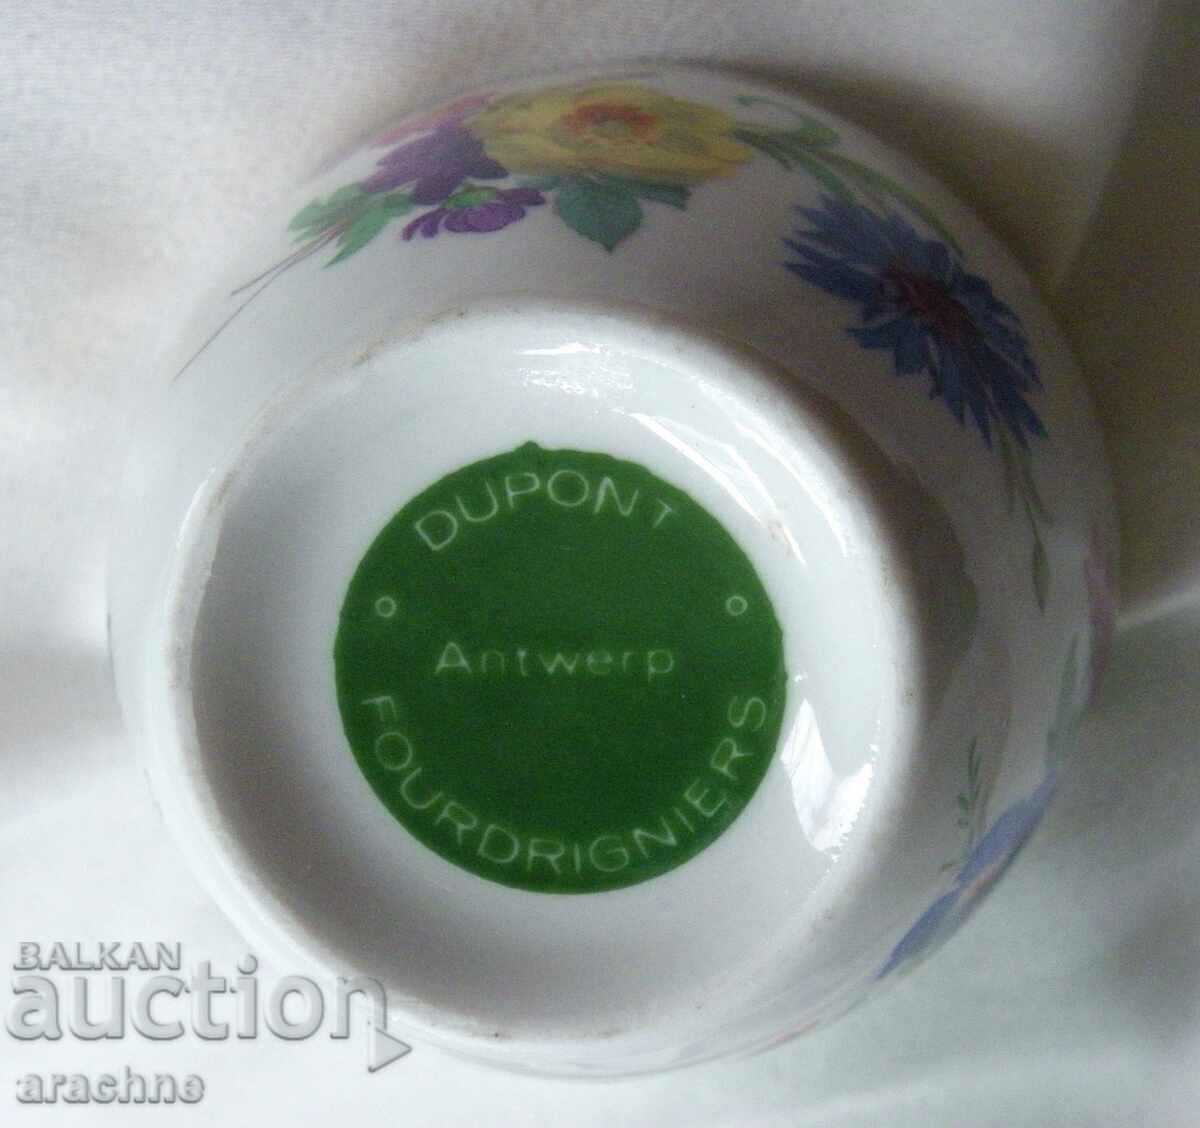 DUPONT
Antwerp
FOURDRIGNIERS
BALKAN
auction
arachne